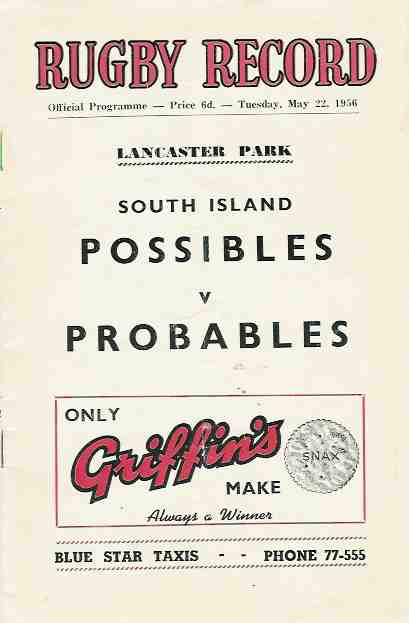 RUGBY RECORD
Official Programme — Price 6d. — Tuesday, May 22, 1956
LANCASTER PARK
SOUTH ISLAND
POSSIBLES
v
PROBABLES
ONLY
Griffin's
SNAX
MAKE
Always a Winner
BLUE STAR TAXIS - - PHONE 77-555